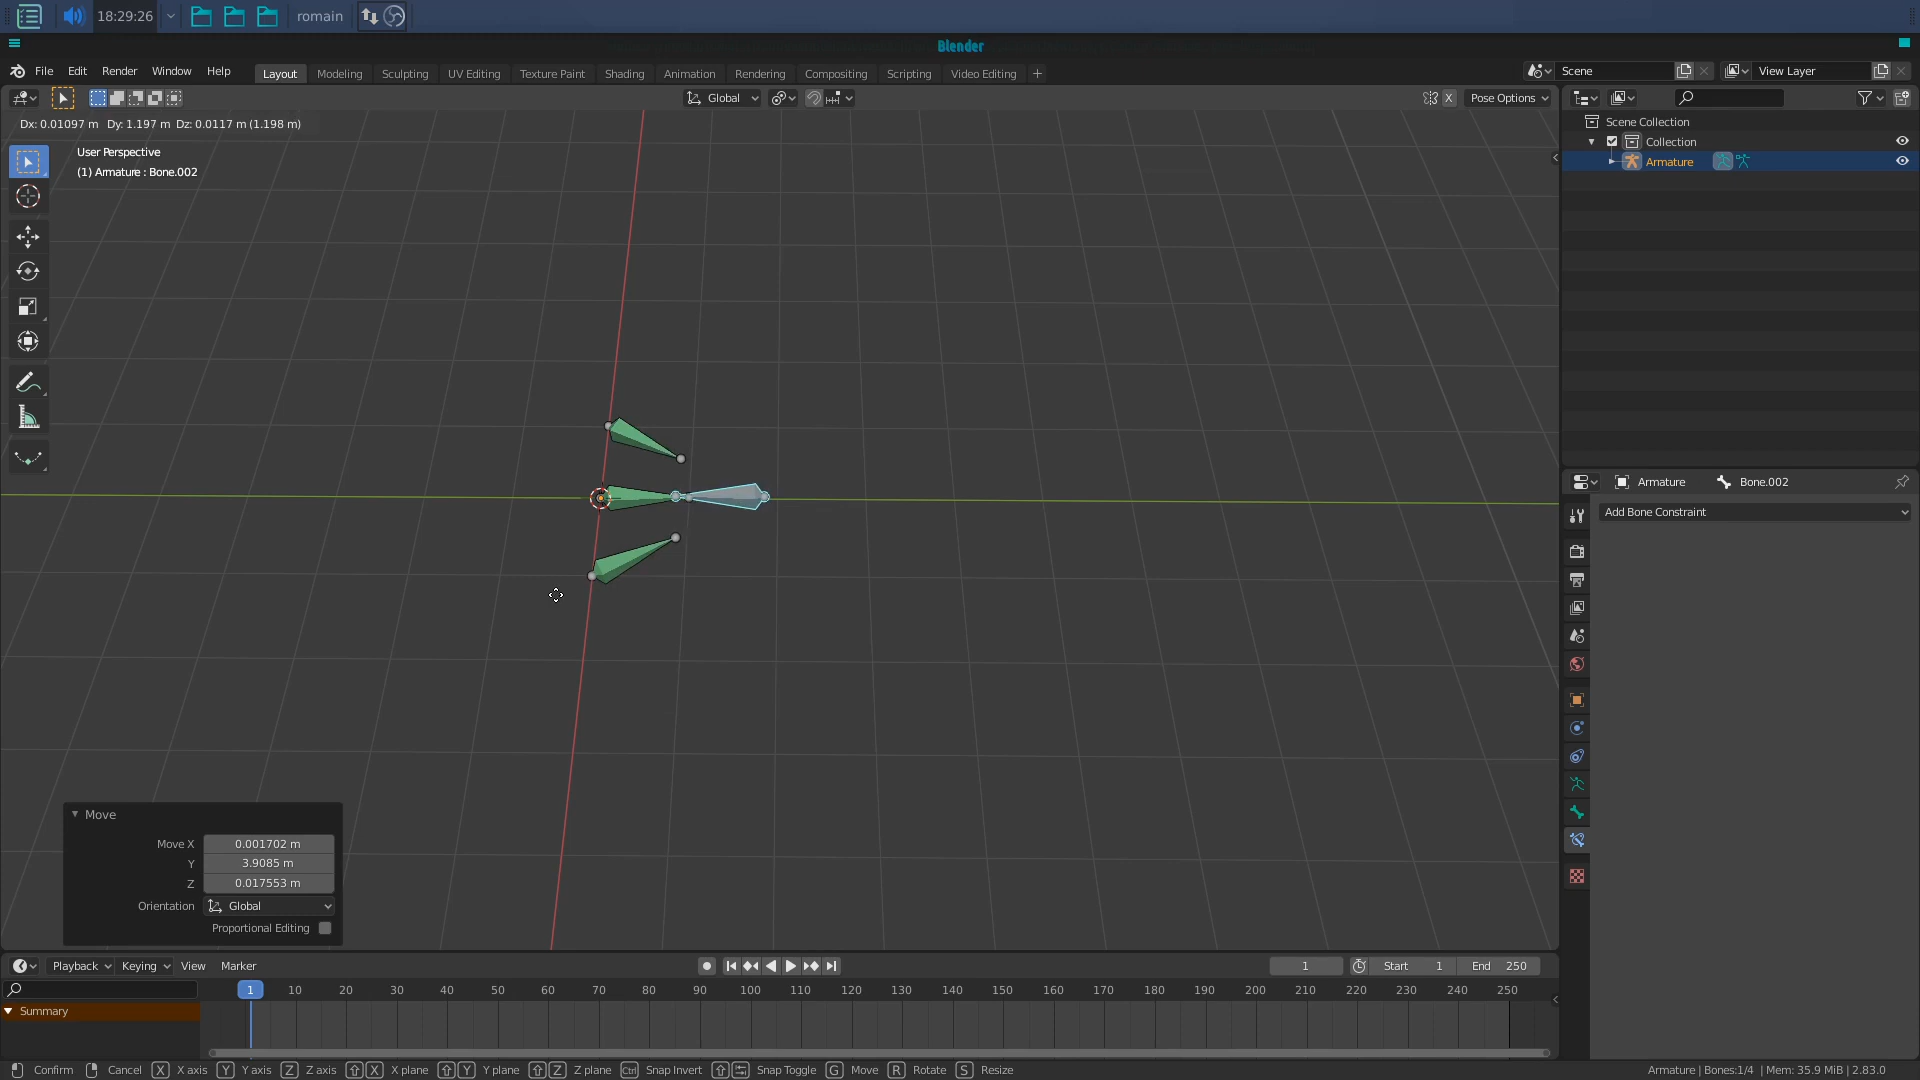 18:29:26 romain
Blender
File Edit Render Window Help Layout Modeling Sculpting UV Editing Texture Paint Shading Animation Rendering Compositing Scripting Video Editing + Scene View Layer
Global X Pose Options
Dx: 0.01097 m Dy: 1.197 m Dz: 0.0117 m (1.198 m)
User Perspective
(1) Armature : Bone.002
Scene Collection
Collection
Armature
Armature Bone.002
Add Bone Constraint
Move
Move X 0.001702 m
Y 3.9085 m
Z 0.017553 m
Orientation Global
Proportional Editing
Playback Keying View Marker 1 Start 1 End 250
1 10 20 30 40 50 60 70 80 90 100 110 120 130 140 150 160 170 180 190 200 210 220 230 240 250
Summary
Confirm Cancel X X axis Y Y axis Z Z axis X X plane Y Y plane Z Z plane Ctrl Snap Invert Snap Toggle G Move R Rotate S Resize Armature | Bones:1/4 | Mem: 35.9 MiB | 2.83.0